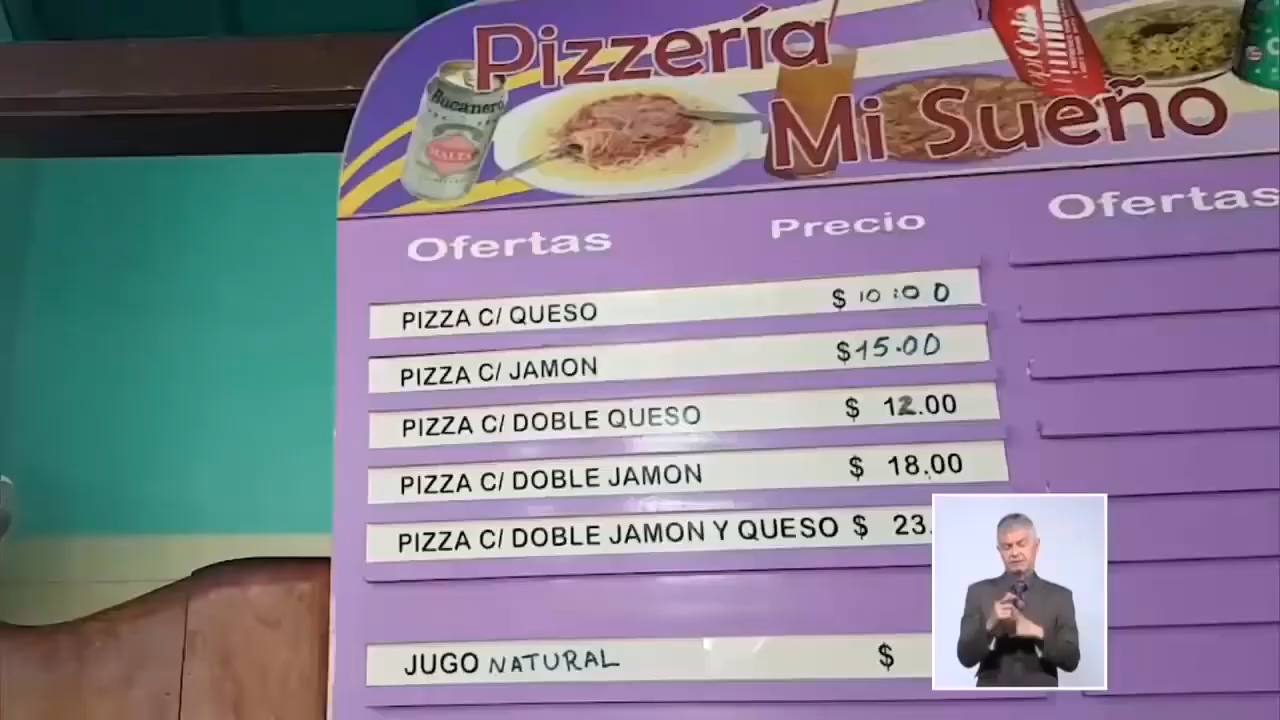 Pizzería
Mi Sueño
Bucanero
MALTA
Ofertas Precio Ofertas
PIZZA C/ QUESO $ 10:00
PIZZA C/ JAMON $15.00
PIZZA C/ DOBLE QUESO $ 12.00
PIZZA C/ DOBLE JAMON $ 18.00
PIZZA C/ DOBLE JAMON Y QUESO $ 23.
JUGO NATURAL $